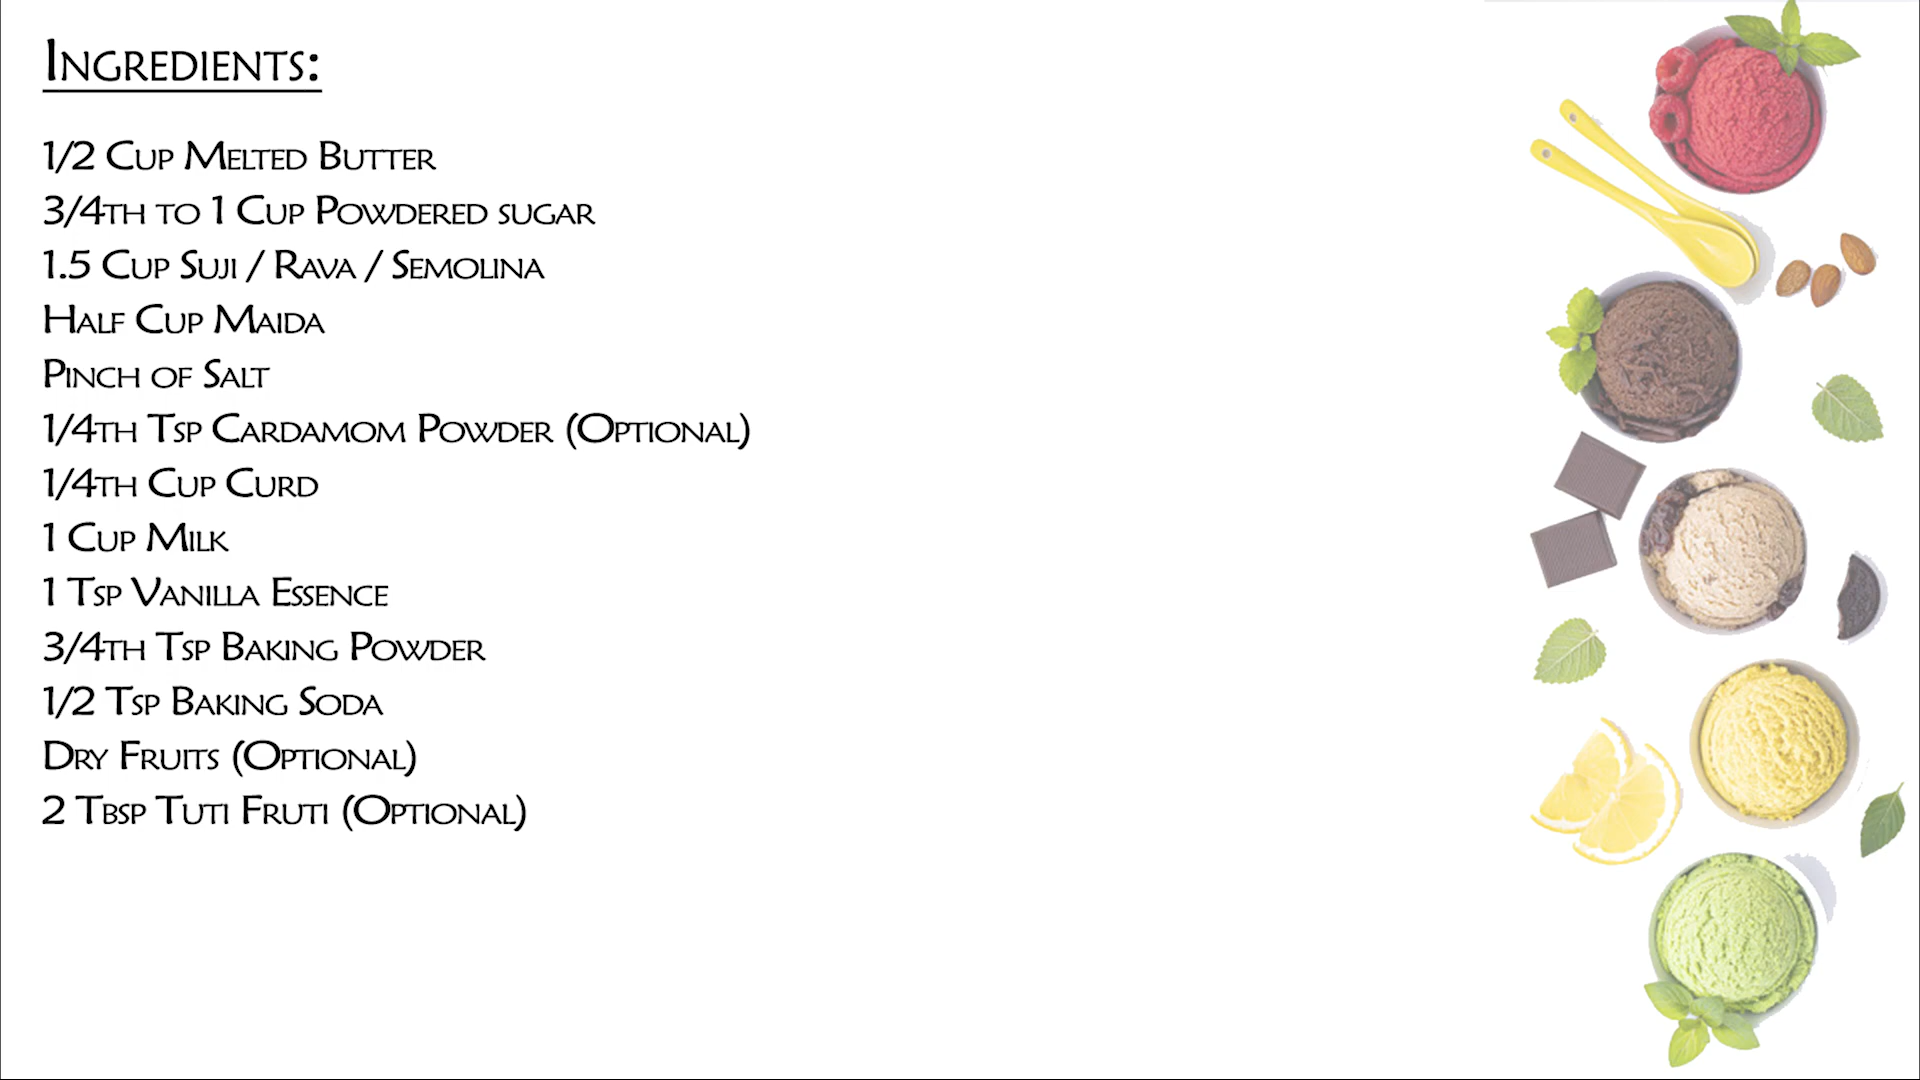 Ingredients:
1/2 Cup Melted Butter
3/4th to 1 Cup Powdered sugar
1.5 Cup Suji / Rava / Semolina
Half Cup Maida
Pinch of Salt
1/4th Tsp Cardamom Powder (Optional)
1/4th Cup Curd
1 Cup Milk
1 Tsp Vanilla Essence
3/4th Tsp Baking Powder
1/2 Tsp Baking Soda
Dry Fruits (Optional)
2 Tbsp Tuti Fruti (Optional)